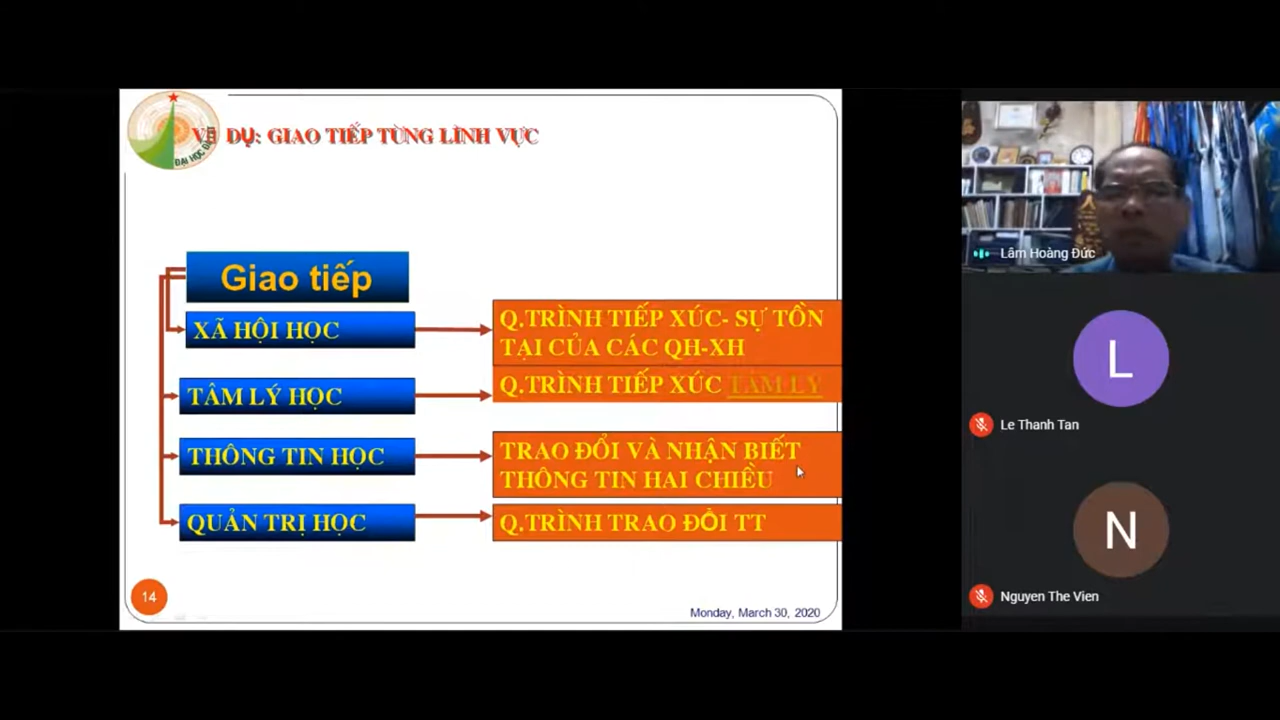 VÍ DỤ: GIAO TIẾP TỪNG LĨNH VỰC
ĐẠI HỌC
Giao tiếp
XÃ HỘI HỌC
Q.TRÌNH TIẾP XÚC- SỰ TỒN
TẠI CỦA CÁC QH-XH
TÂM LÝ HỌC
Q.TRÌNH TIẾP XÚC TÂM LÝ
THÔNG TIN HỌC
TRAO ĐỔI VÀ NHẬN BIẾT
THÔNG TIN HAI CHIỀU
QUẢN TRỊ HỌC
Q.TRÌNH TRAO ĐỔI TT
14
Monday, March 30, 2020
Lâm Hoàng Đức
L
Le Thanh Tan
N
Nguyen The Vien